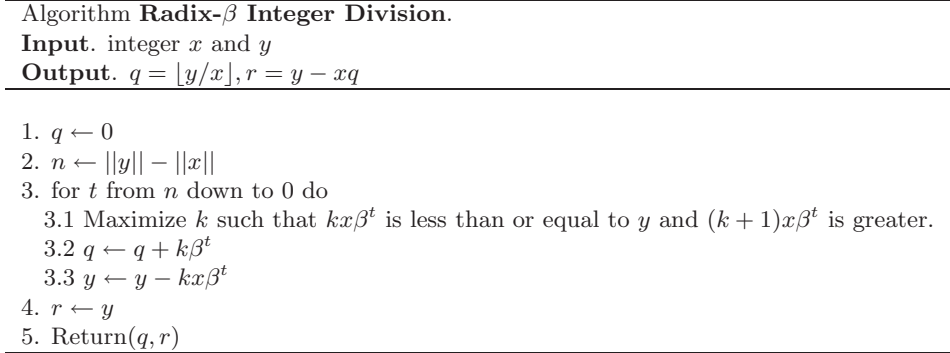 Algorithm Radix-β Integer Division.
Input. integer x and y
Output. q = ⌊y/x⌋, r = y − xq
1. q ← 0
2. n ← ||y|| − ||x||
3. for t from n down to 0 do
3.1 Maximize k such that kxβ^t is less than or equal to y and (k + 1)xβ^t is greater.
3.2 q ← q + kβ^t
3.3 y ← y − kxβ^t
4. r ← y
5. Return(q, r)